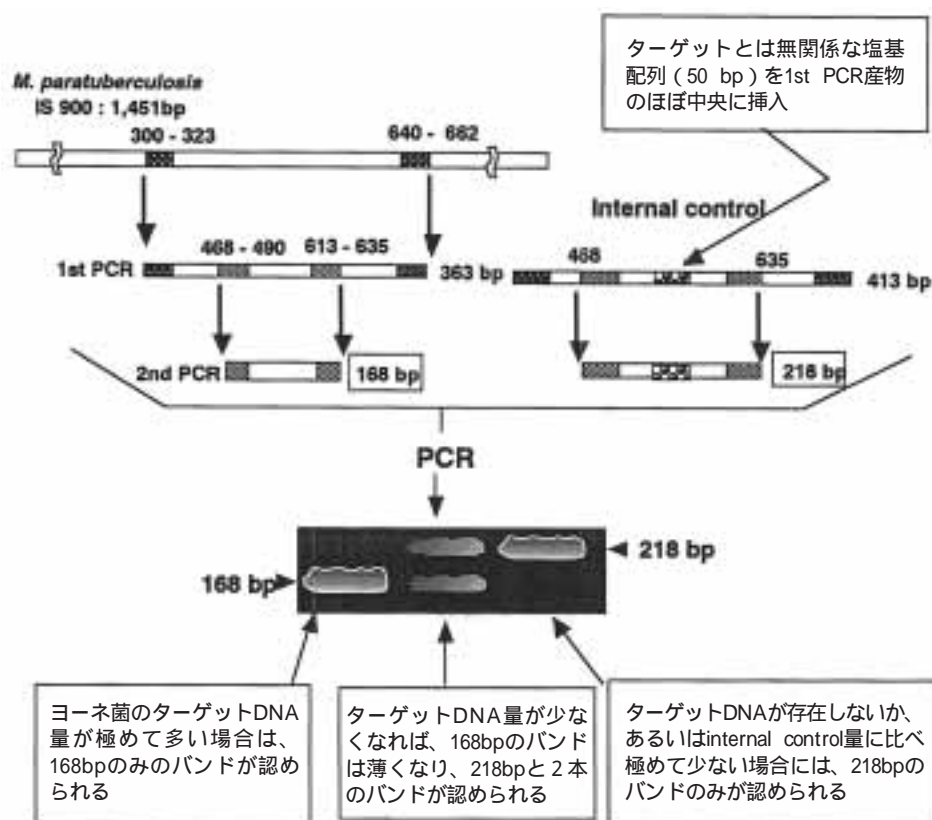 ターゲットとは無関係な塩基
配列（50 bp）を1st PCR産物
のほぼ中央に挿入
M. paratuberculosis
IS 900 : 1,451bp
300 - 323
640 - 662
Internal control
468 - 490
613 - 635
1st PCR
363 bp
468
635
413 bp
2nd PCR
168 bp
218 bp
PCR
218 bp
168 bp
ヨーネ菌のターゲットDNA
量が極めて多い場合は、
168bpのみのバンドが認め
られる
ターゲットDNA量が少な
くなれば、168bpのバンド
は薄くなり、218bpと２本
のバンドが認められる
ターゲットDNAが存在しないか、
あるいはinternal control量に比べ
極めて少ない場合には、218bpの
バンドのみが認められる